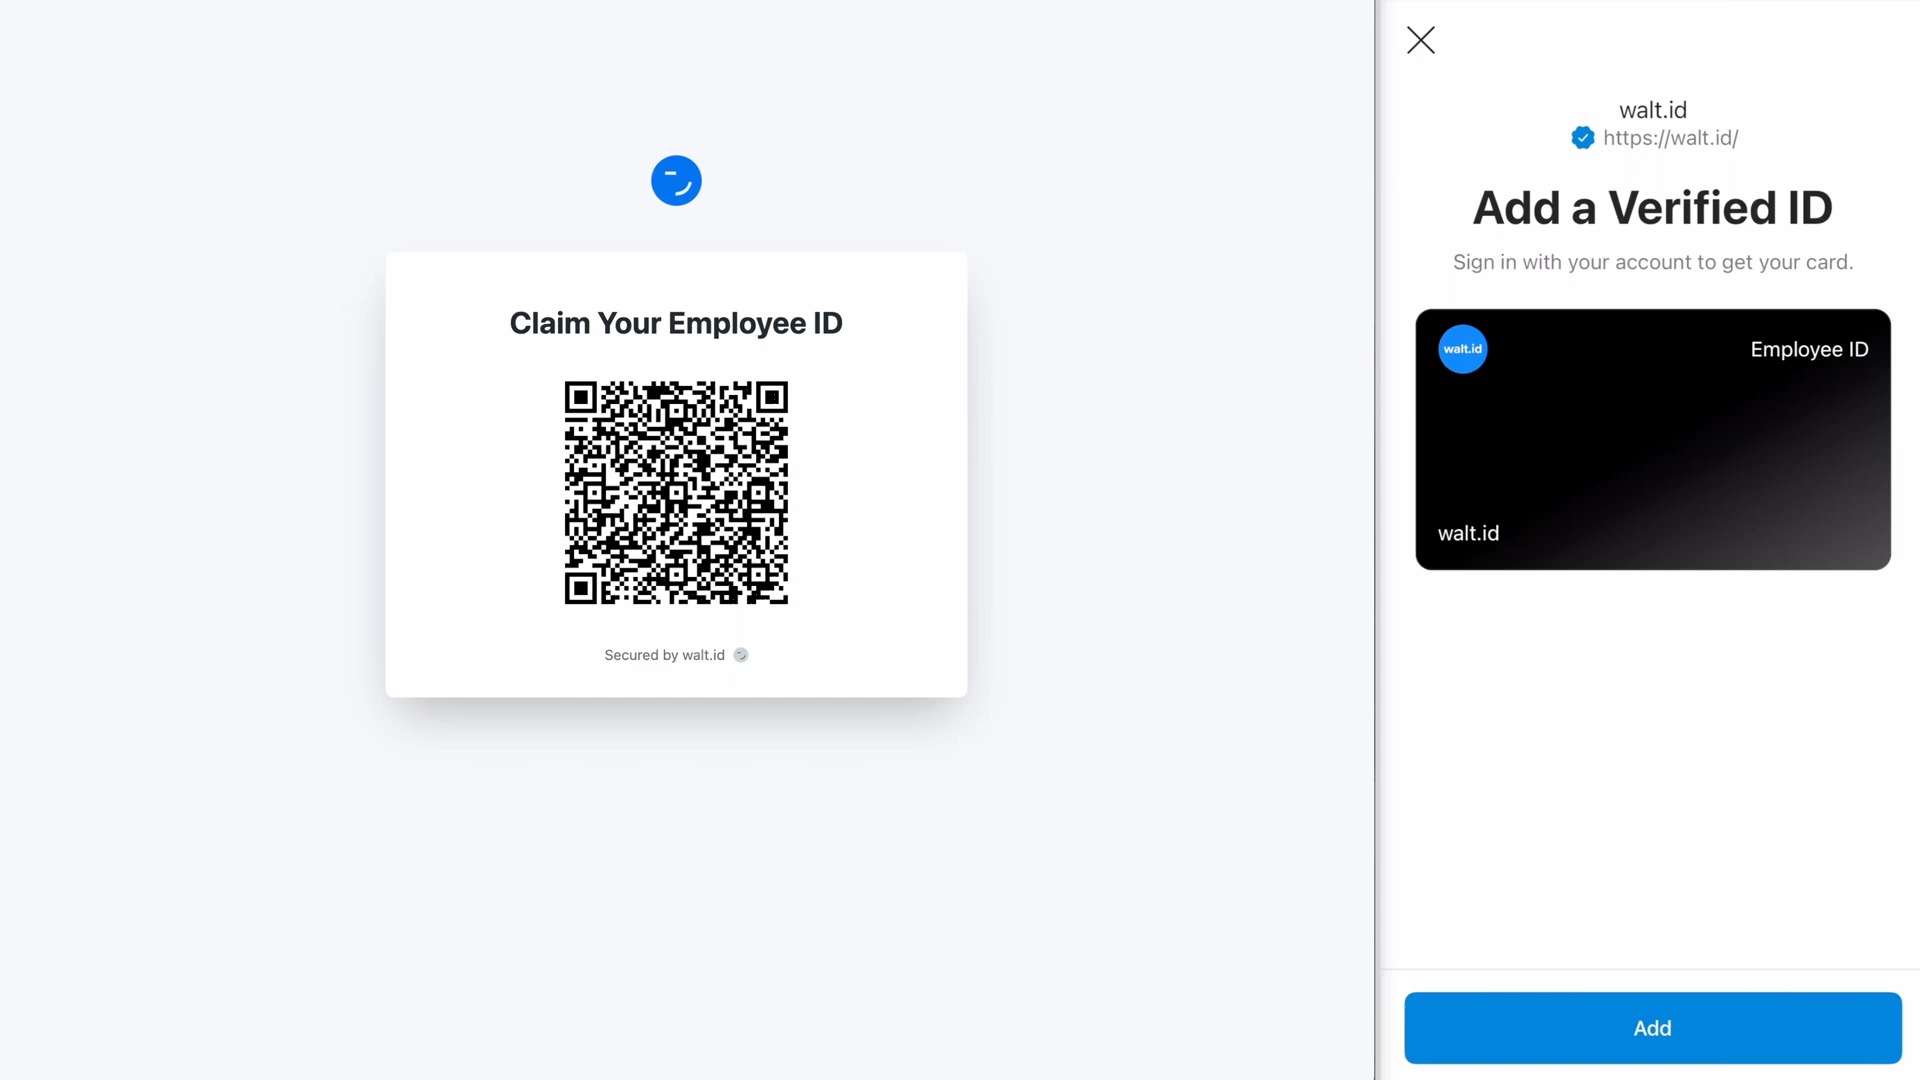 Claim Your Employee ID
Secured by walt.id
walt.id
https://walt.id/
Add a Verified ID
Sign in with your account to get your card.
walt.id
Employee ID
walt.id
Add